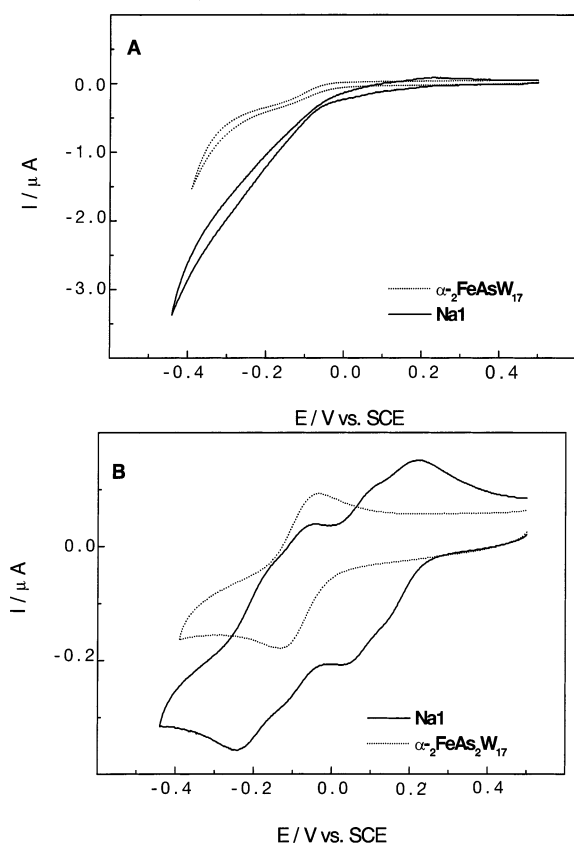 A
0.0
-1.0
-2.0
-3.0
I / μ A
α-₂FeAsW₁₇
Na1
-0.4 -0.2 0.0 0.2 0.4
E / V vs. SCE
B
0.0
-0.2
I / μ A
Na1
α-₂FeAs₂W₁₇
-0.4 -0.2 0.0 0.2 0.4
E / V vs. SCE